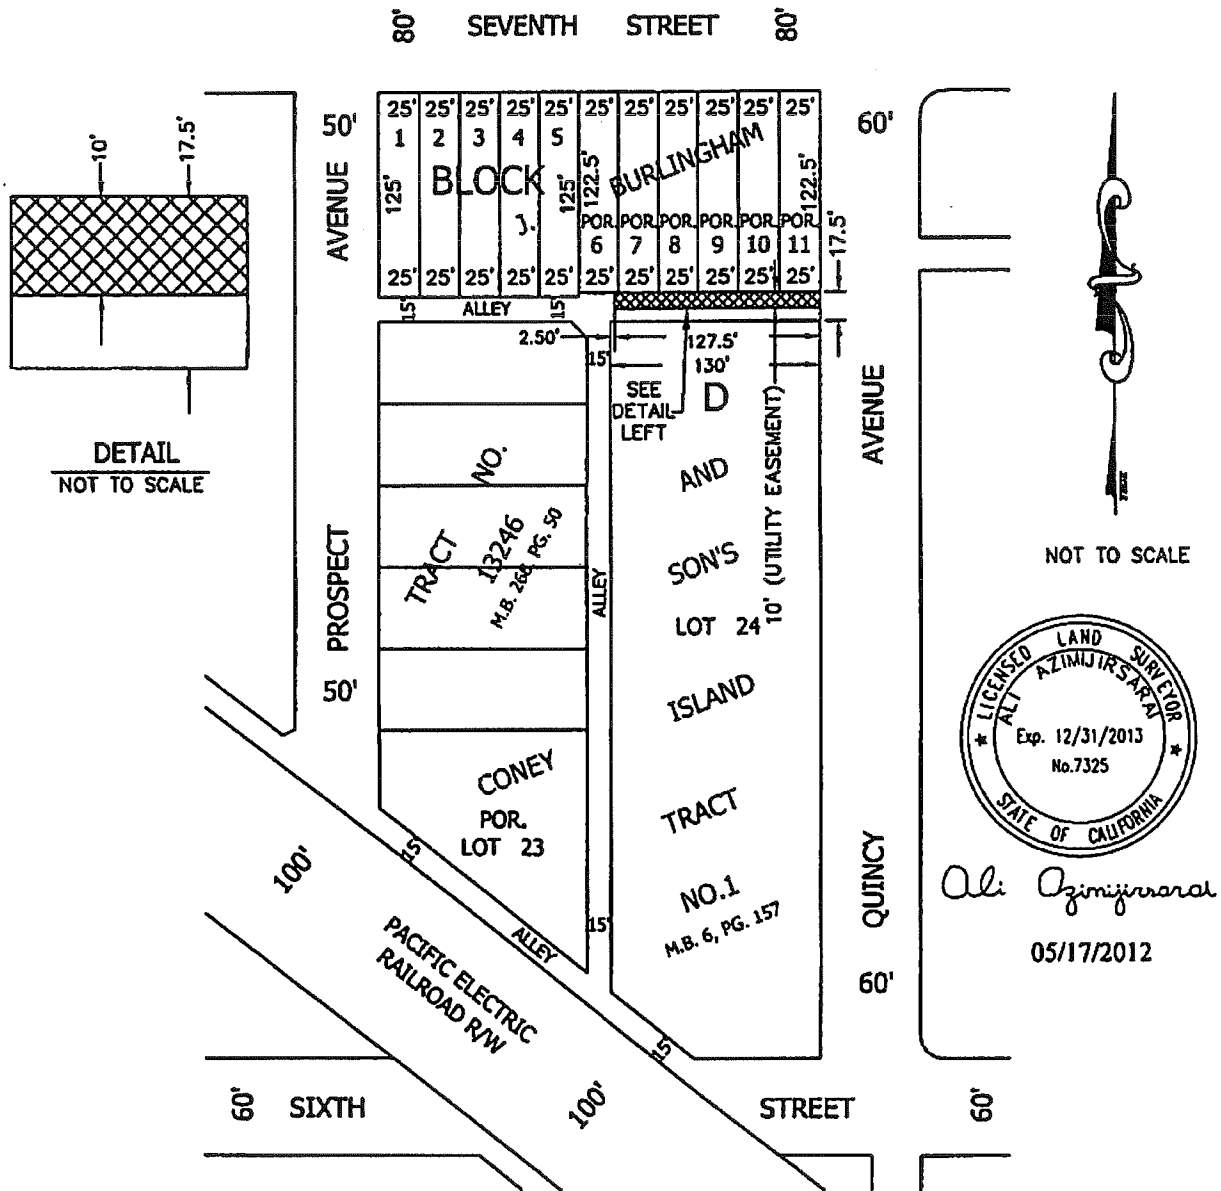 80' SEVENTH STREET 80'
50' 60'
25' 25' 25' 25' 25' 25' 25' 25' 25' 25' 25'
1 2 3 4 5
BLOCK J.
BURLINGHAM
125' 125' 122.5' 122.5'
POR. POR. POR. POR. POR. POR.
6 7 8 9 10 11
25' 25' 25' 25' 25' 25' 25' 25' 25' 25' 25'
17.5'
15' ALLEY 15'
10' 17.5'
DETAIL
NOT TO SCALE
AVENUE
PROSPECT
50'
2.50' 127.5'
130'
15'
SEE
DETAIL
LEFT
10' (UTILITY EASEMENT)
D
AND
SON'S
LOT 24
ISLAND
TRACT
NO.1
M.B. 6, PG. 157
TRACT NO.
13246
M.B. 268, PG. 50
ALLEY
CONEY
POR.
LOT 23
15'
15'
ALLEY
15'
100'
PACIFIC ELECTRIC
RAILROAD R/W
100'
AVENUE
QUINCY
60'
60' SIXTH STREET 60'
NOT TO SCALE
LICENSED LAND SURVEYOR
ALI AZIMIJIRSARAI
Exp. 12/31/2013
No.7325
STATE OF CALIFORNIA
Ali Azimijirsarai
05/17/2012